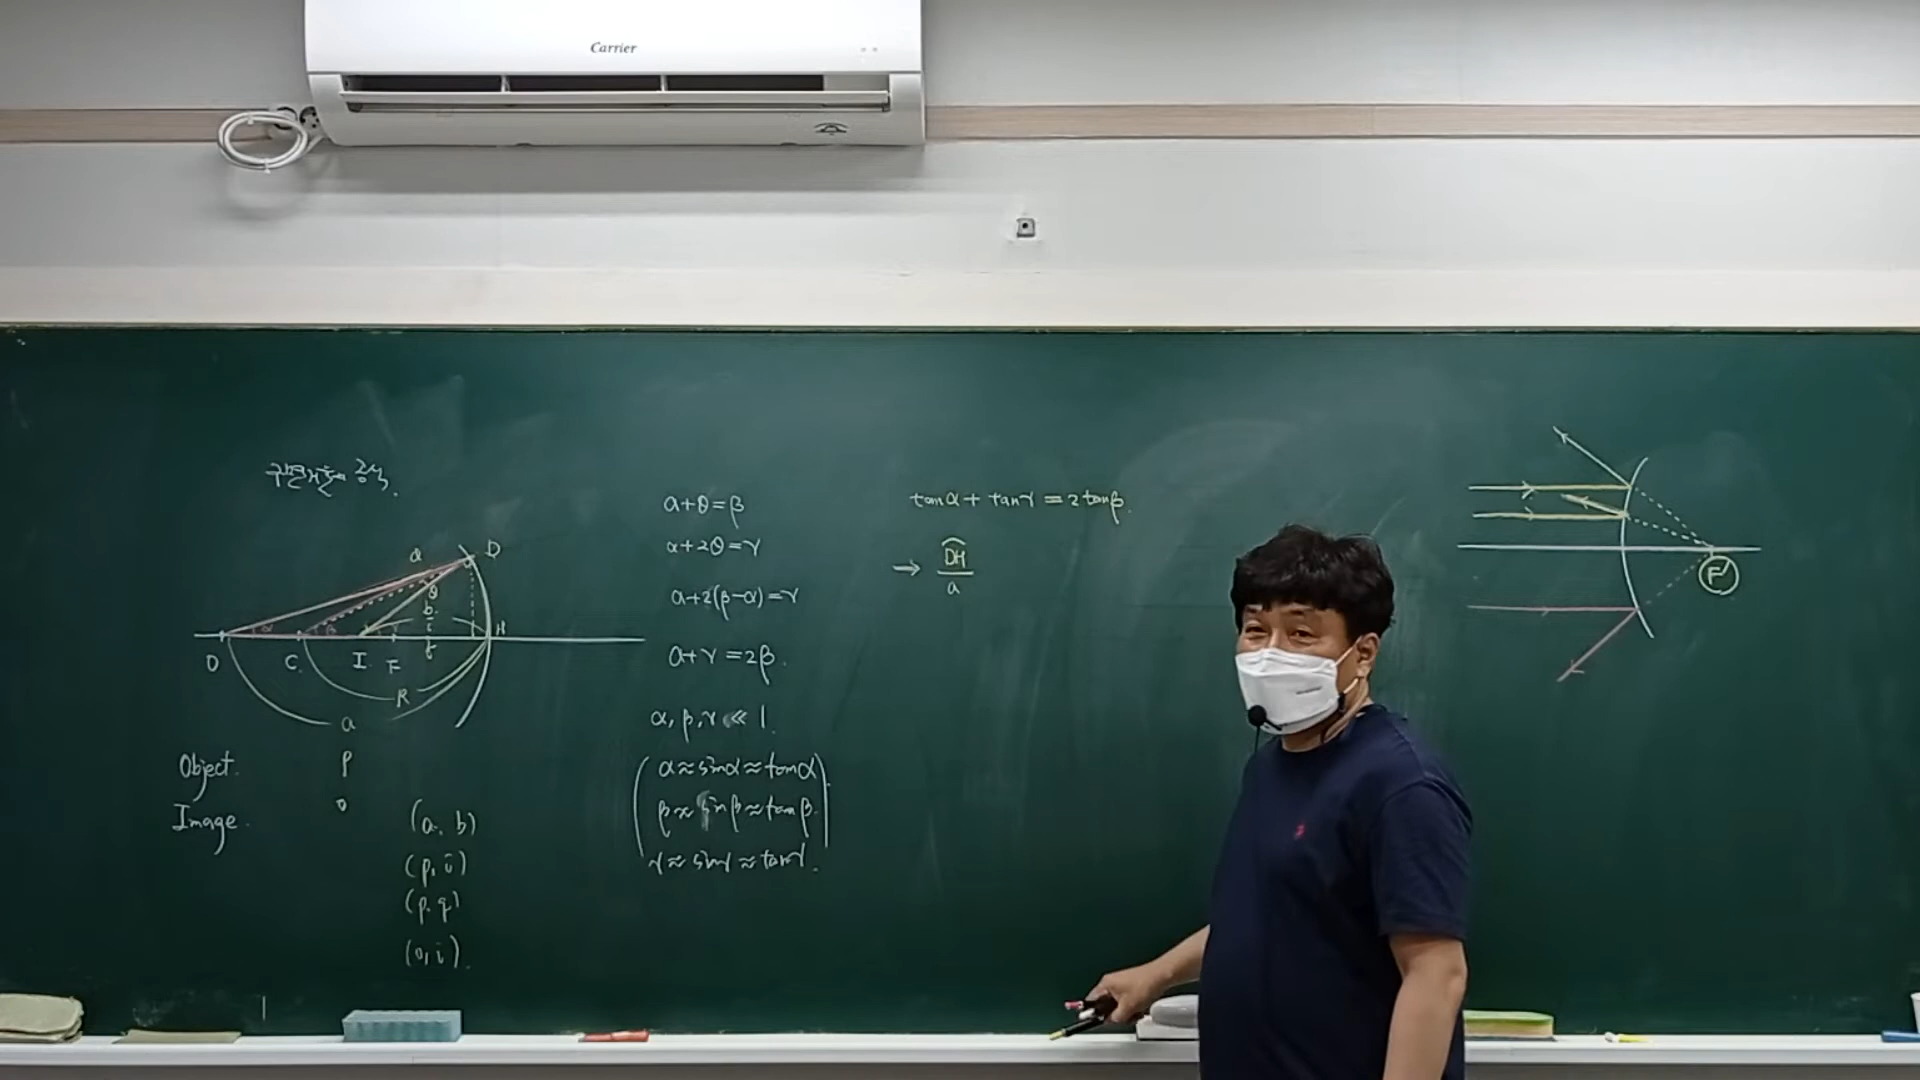 Carrier
구면거울의 공식.
α D
θ
α β γ b i H
O C I F f
R
a
Object. p
Image. o
(a, b)
(p, i)
(p, q)
(o, i).
α+θ=β
α+2θ=γ
α+2(β-α)=γ
α+γ=2β.
α, β, γ ≪ 1.
α≈sinα≈tanα
β≈sinβ≈tanβ.
γ≈sinγ≈tanγ.
tanα + tanγ = 2tanβ.
→ DH/a
F'